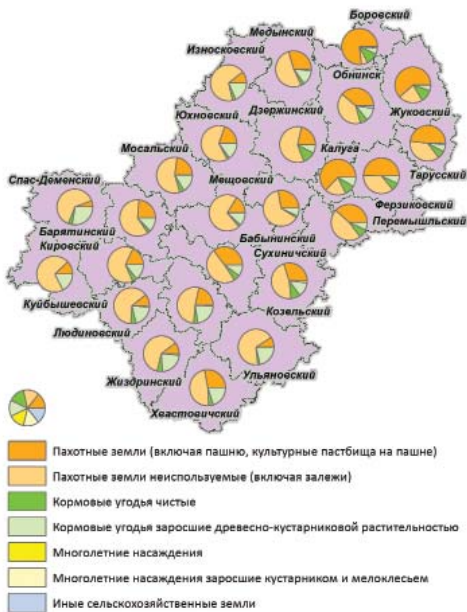 Боровский
Медынский
Износковский
Обнинск
Юхновский
Дзержинский
Жуковский
Мосальский
Калуга
Спас-Деменский
Мещовский
Тарусский
Ферзиковский
Барятинский
Бабынинский
Перемышльский
Кировский
Сухиничский
Куйбышевский
Козельский
Людиновский
Жиздринский
Ульяновский
Хвастовичский
Пахотные земли (включая пашню, культурные пастбища на пашне)
Пахотные земли неиспользуемые (включая залежи)
Кормовые угодья чистые
Кормовые угодья заросшие древесно-кустарниковой растительностью
Многолетние насаждения
Многолетние насаждения заросшие кустарником и мелоклесьем
Иные сельскохозяйственные земли